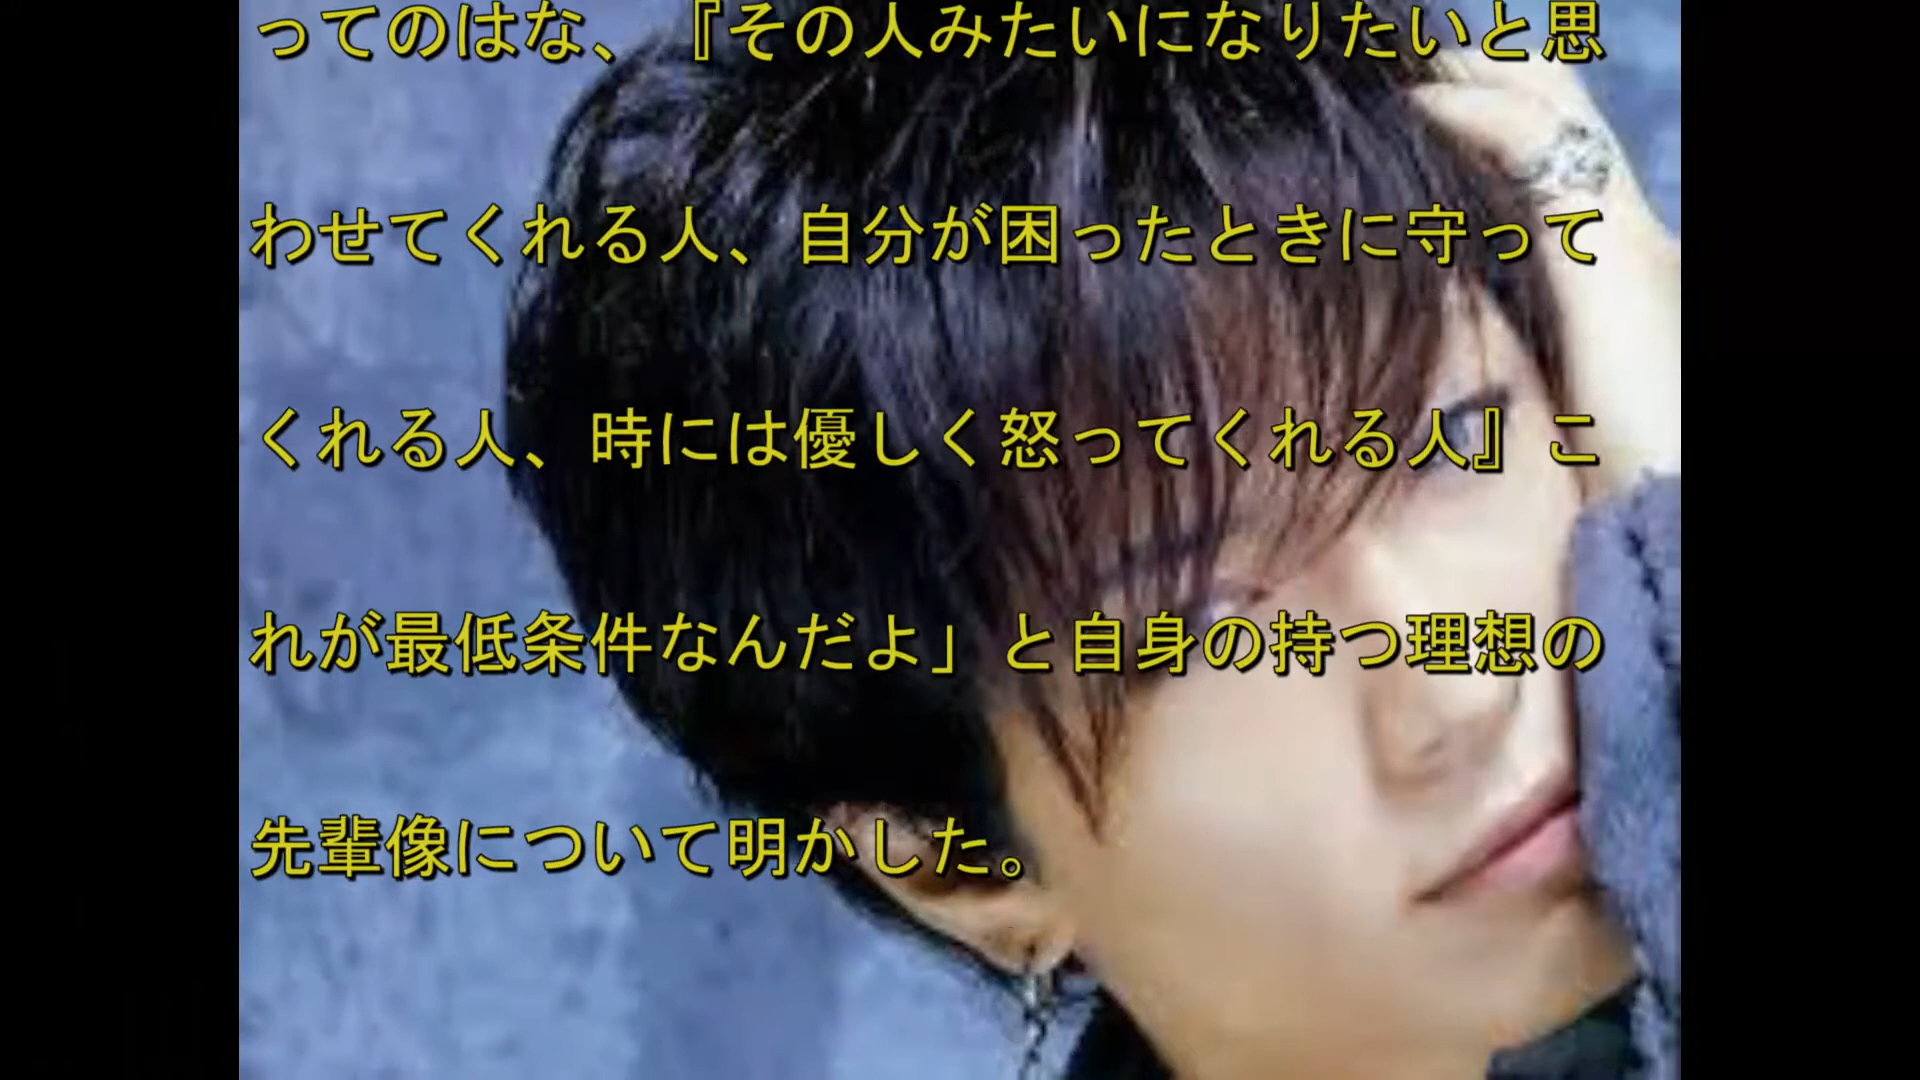 ってのはな、『その人みたいになりたいと思
わせてくれる人、自分が困ったときに守って
くれる人、時には優しく怒ってくれる人』こ
れが最低条件なんだよ」と自身の持つ理想の
先輩像について明かした。